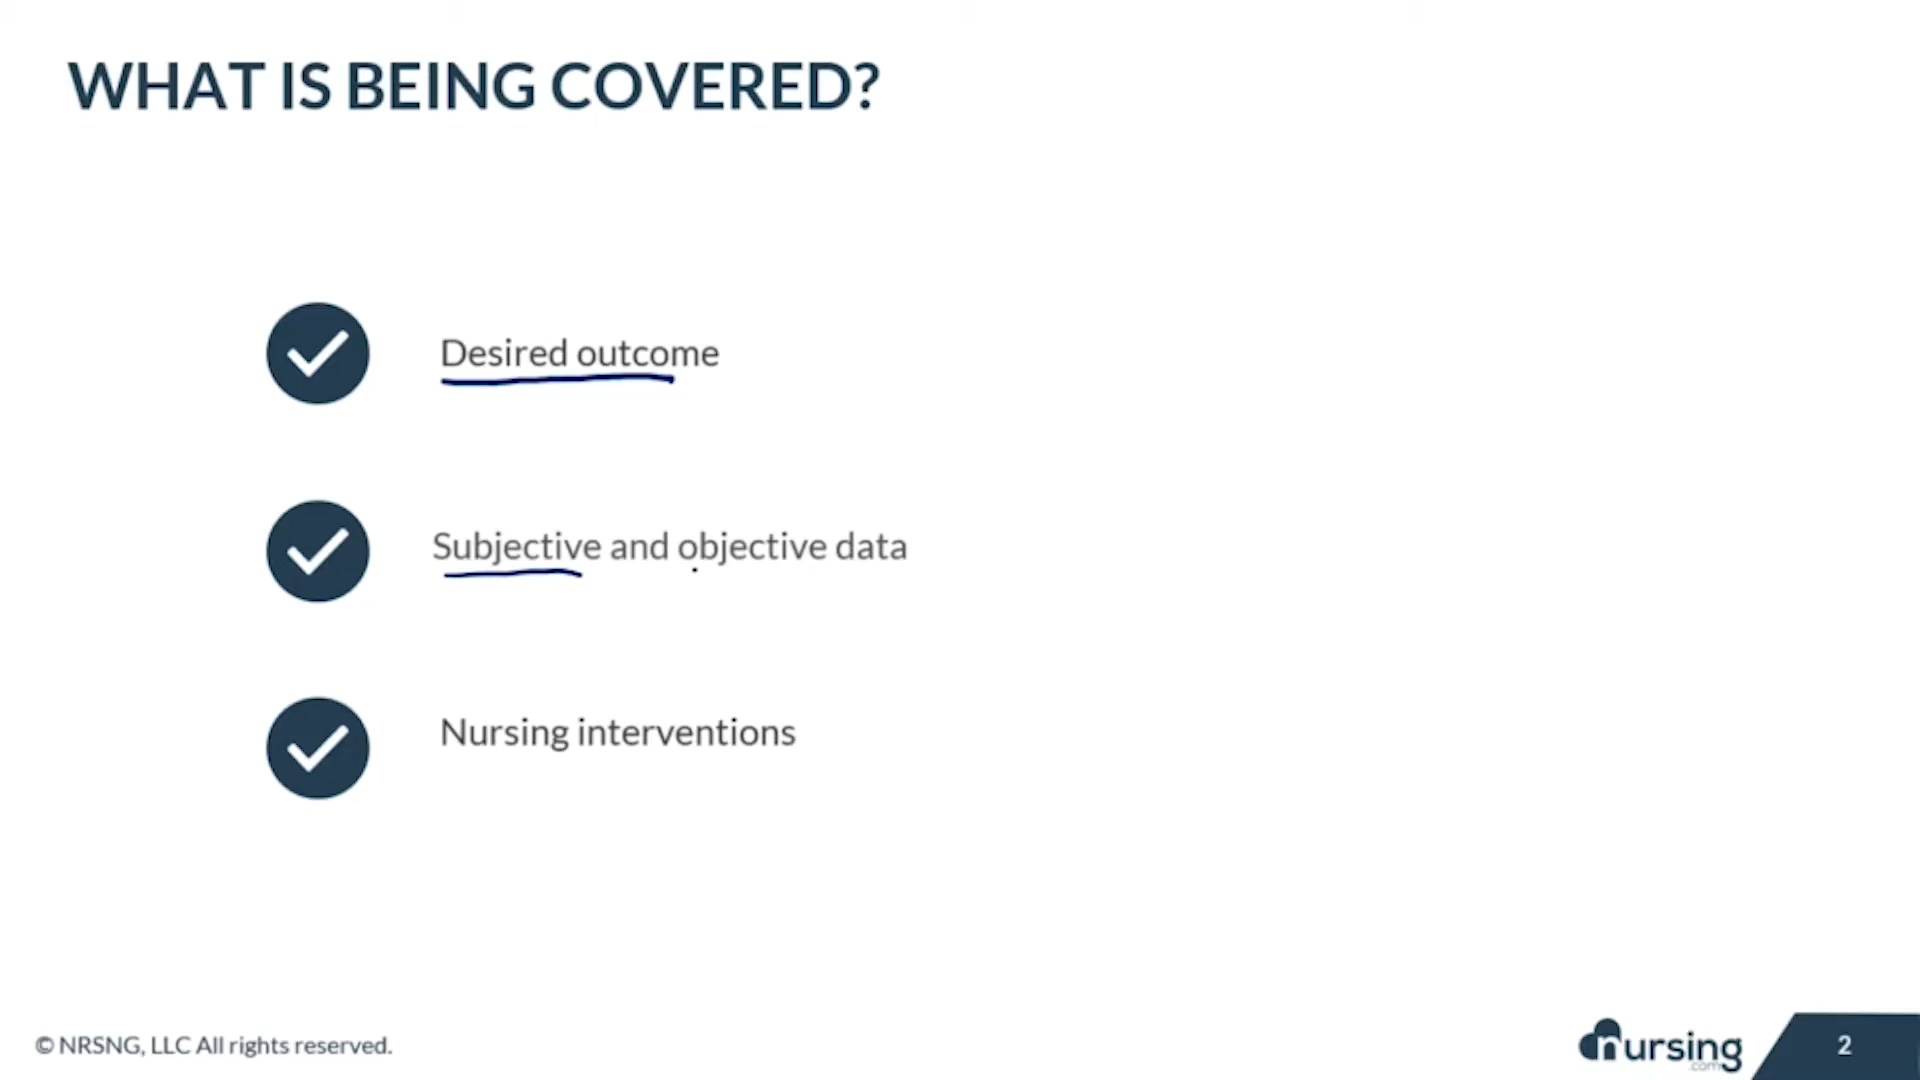 WHAT IS BEING COVERED?
Desired outcome
Subjective and objective data
Nursing interventions
© NRSNG, LLC All rights reserved.
nursing
.com
2